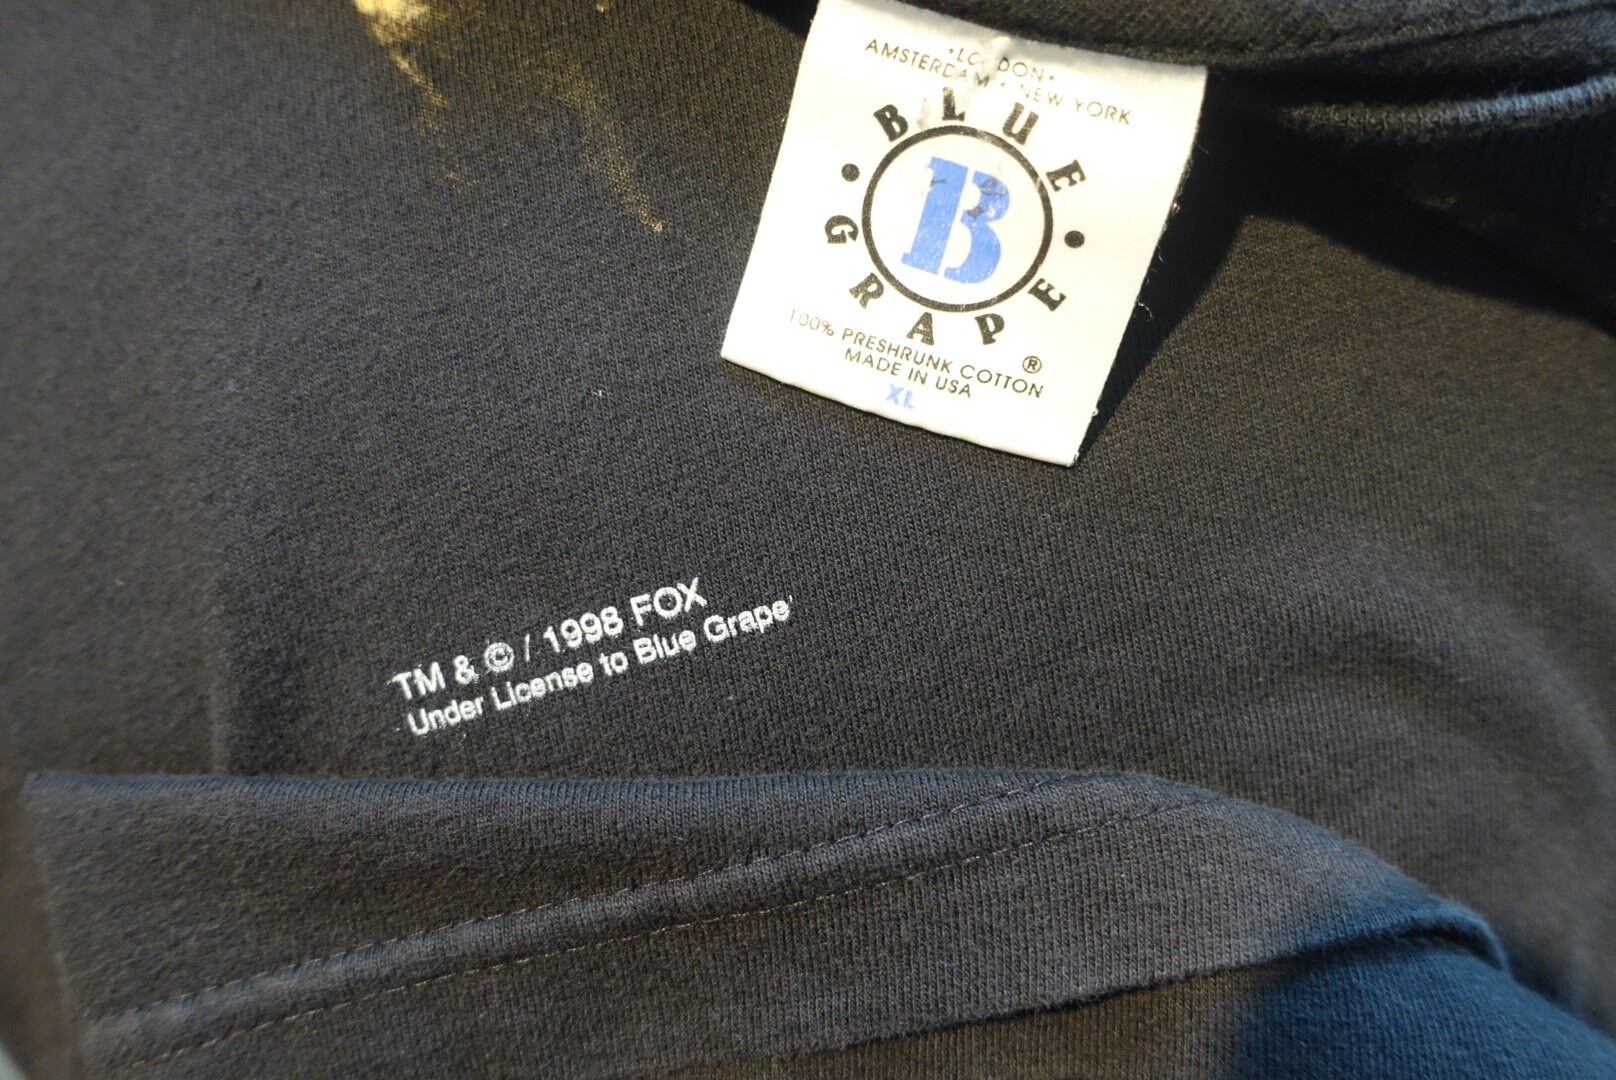 •LONDON•
AMSTERDAM • NEW YORK
BLUE
B
GRAPE
®
100% PRESHRUNK COTTON
MADE IN USA
XL
TM & © / 1998 FOX
Under License to Blue Grape